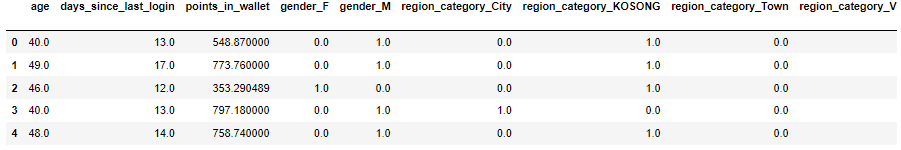 age days_since_last_login points_in_wallet gender_F gender_M region_category_City region_category_KOSONG region_category_Town region_category_V
0 40.0 13.0 548.870000 0.0 1.0 0.0 1.0 0.0
1 49.0 17.0 773.760000 0.0 1.0 0.0 1.0 0.0
2 46.0 12.0 353.290489 1.0 0.0 0.0 1.0 0.0
3 40.0 13.0 797.180000 0.0 1.0 1.0 0.0 0.0
4 48.0 14.0 758.740000 0.0 1.0 0.0 1.0 0.0